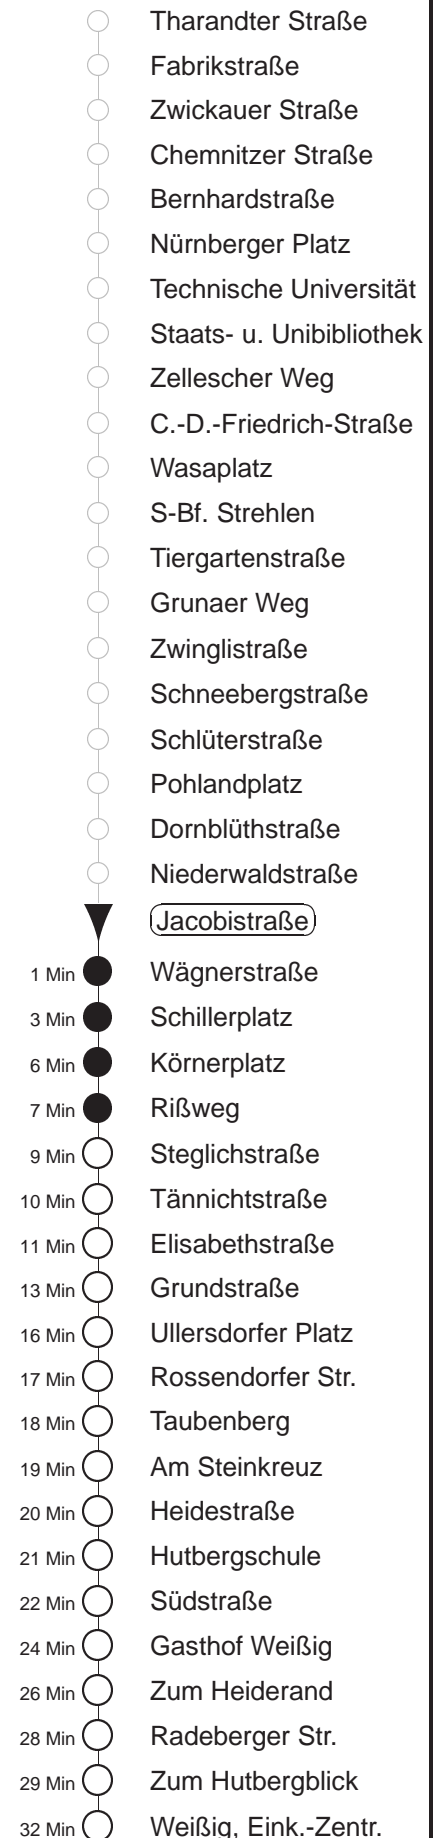 Tharandter Straße
Fabrikstraße
Zwickauer Straße
Chemnitzer Straße
Bernhardstraße
Nürnberger Platz
Technische Universität
Staats- u. Unibibliothek
Zellescher Weg
C.-D.-Friedrich-Straße
Wasaplatz
S-Bf. Strehlen
Tiergartenstraße
Grunaer Weg
Zwinglistraße
Schneebergstraße
Schlüterstraße
Pohlandplatz
Dornblüthstraße
Niederwaldstraße
Jacobistraße
1 Min Wägnerstraße
3 Min Schillerplatz
6 Min Körnerplatz
7 Min Rißweg
9 Min Steglichstraße
10 Min Tännichtstraße
11 Min Elisabethstraße
13 Min Grundstraße
16 Min Ullersdorfer Platz
17 Min Rossendorfer Str.
18 Min Taubenberg
19 Min Am Steinkreuz
20 Min Heidestraße
21 Min Hutbergschule
22 Min Südstraße
24 Min Gasthof Weißig
26 Min Zum Heiderand
28 Min Radeberger Str.
29 Min Zum Hutbergblick
32 Min Weißig, Eink.-Zentr.